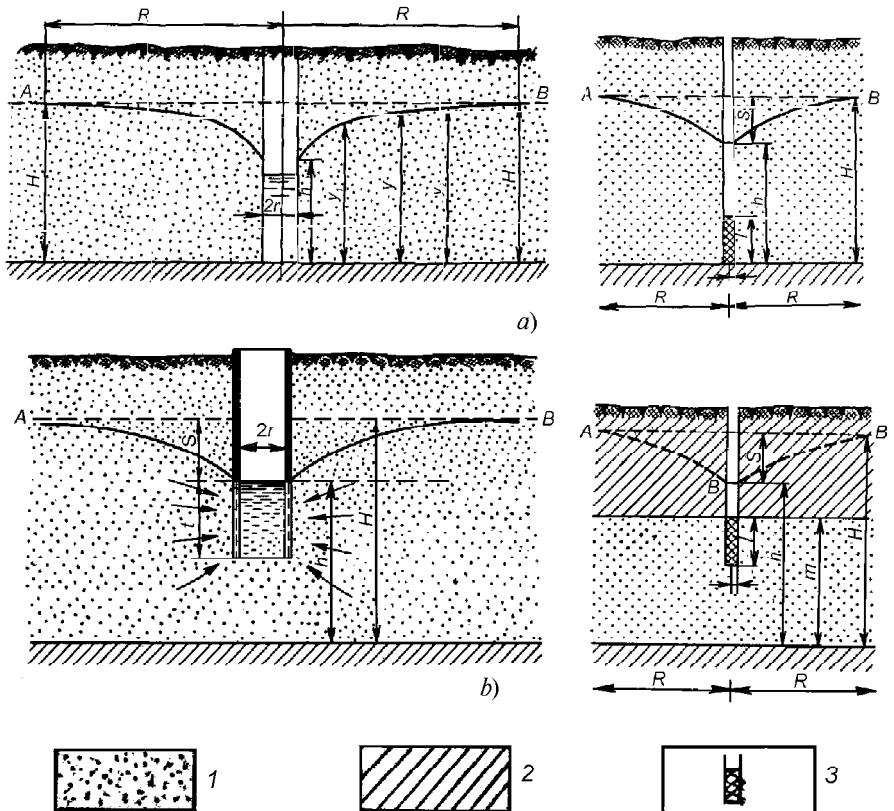 R R
A B
H 2r h y y y H
A B
S h l H
r
R R
a)
A B
S 2r
t h H
A B
S B
l h m H
R R
b)
1 2 3